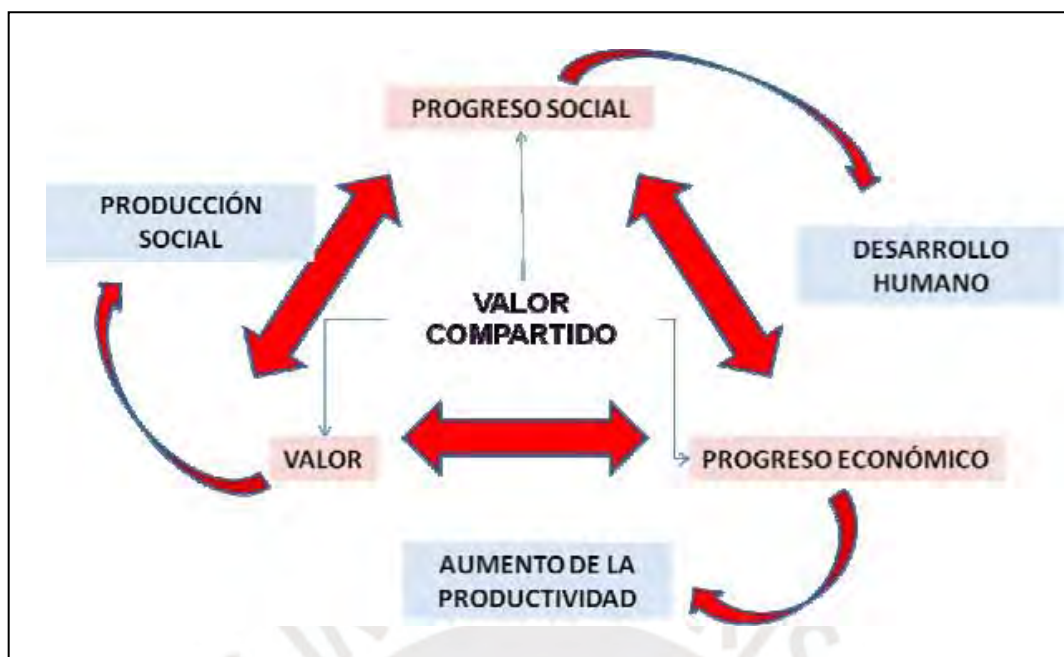 PROGRESO SOCIAL
PRODUCCIÓN
SOCIAL
DESARROLLO
HUMANO
VALOR
COMPARTIDO
VALOR
PROGRESO ECONÓMICO
AUMENTO DE LA
PRODUCTIVIDAD